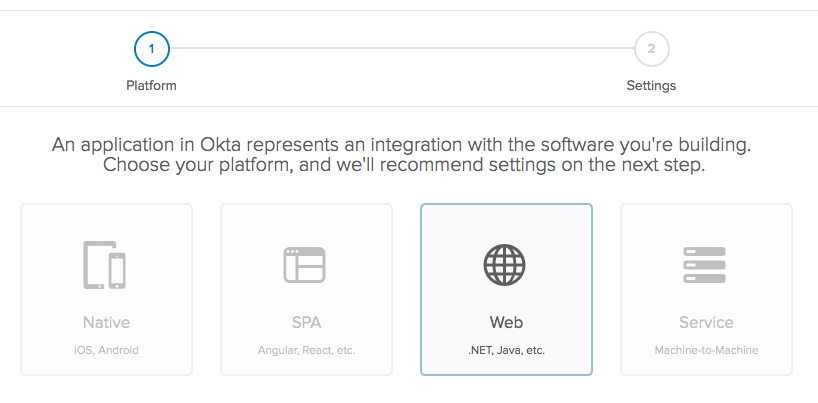 1
2
Platform
Settings
An application in Okta represents an integration with the software you're building.
Choose your platform, and we'll recommend settings on the next step.
Native
SPA
Web
Service
iOS, Android
Angular, React, etc.
.NET, Java, etc.
Machine-to-Machine